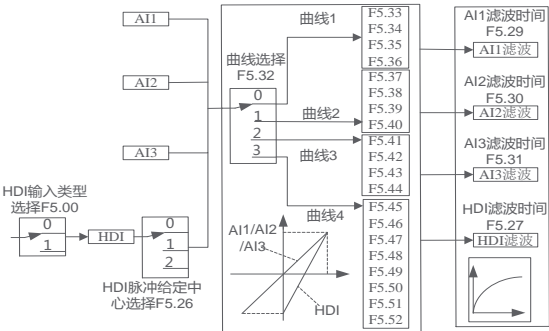 AI1
AI2
AI3
HDI输入类型
选择F5.00
0
1
HDI
0
1
2
HDI脉冲给定中
心选择F5.26
曲线选择
F5.32
0
1
2
3
曲线1
曲线2
曲线3
曲线4
AI1/AI2
/AI3
HDI
F5.33
F5.34
F5.35
F5.36
F5.37
F5.38
F5.39
F5.40
F5.41
F5.42
F5.43
F5.44
F5.45
F5.46
F5.47
F5.48
F5.49
F5.50
F5.51
F5.52
AI1滤波时间
F5.29
AI1滤波
AI2滤波时间
F5.30
AI2滤波
AI3滤波时间
F5.31
AI3滤波
HDI滤波时间
F5.27
HDI滤波